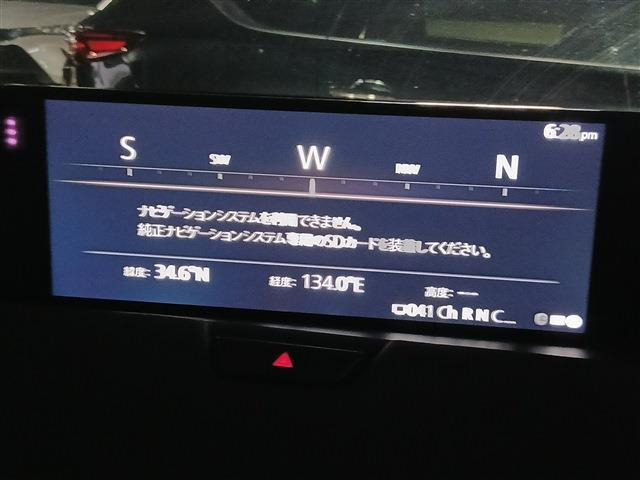 6:28pm
S SW W NW N
ナビゲーションシステムを利用できません。
純正ナビゲーションシステム専用のSDカードを装着してください。
緯度: 34.6°N 経度: 134.0°E 高度: ---
041 Ch R N C...